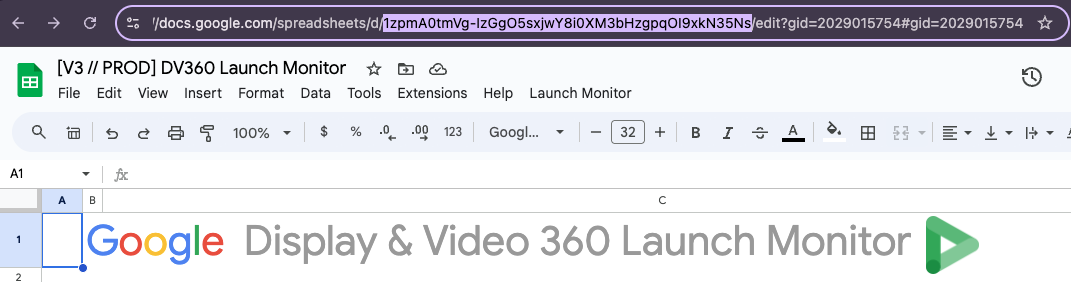 /docs.google.com/spreadsheets/d/1zpmA0tmVg-IzGgO5sxjwY8i0XM3bHzgpqOI9xkN35Ns/edit?gid=2029015754#gid=2029015754
[V3 // PROD] DV360 Launch Monitor
File Edit View Insert Format Data Tools Extensions Help Launch Monitor
100% $ % .0 .00 123 Googl... − 32 + B I S A
A1 fx
A B C
1 Google Display & Video 360 Launch Monitor
2